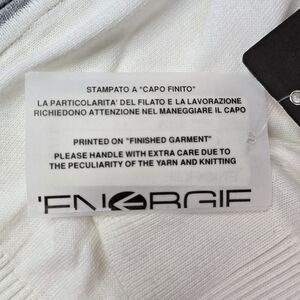 STAMPATO A "CAPO FINITO"
LA PARTICOLARITA' DEL FILATO E LA LAVORAZIONE
RICHIEDONO ATTENZIONE NEL MANEGGIARE IL CAPO
PRINTED ON "FINISHED GARMENT"
PLEASE HANDLE WITH EXTRA CARE DUE TO
THE PECULIARITY OF THE YARN AND KNITTING
'ENERGIE